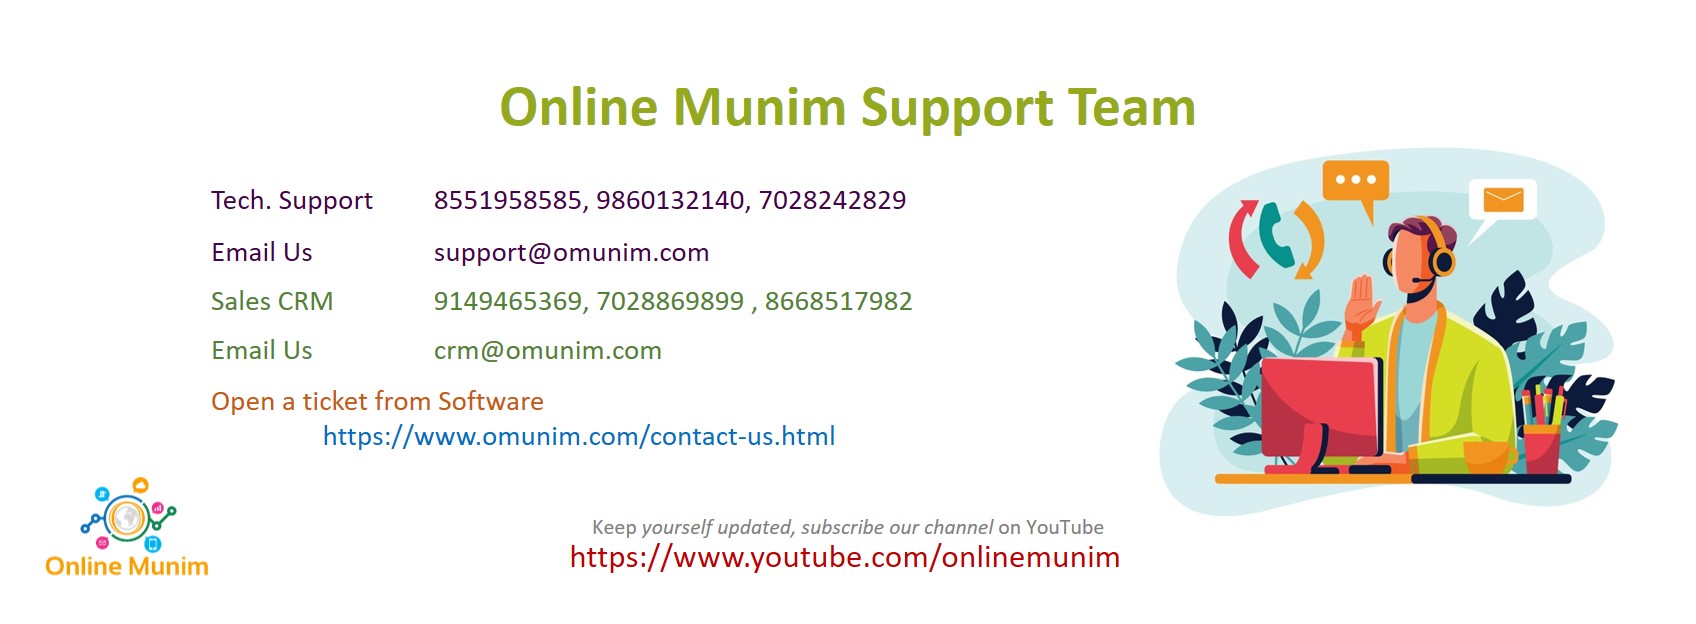 Online Munim Support Team
Tech. Support 8551958585, 9860132140, 7028242829
Email Us support@omunim.com
Sales CRM 9149465369, 7028869899 , 8668517982
Email Us crm@omunim.com
Open a ticket from Software
https://www.omunim.com/contact-us.html
Online Munim
Keep yourself updated, subscribe our channel on YouTube
https://www.youtube.com/onlinemunim